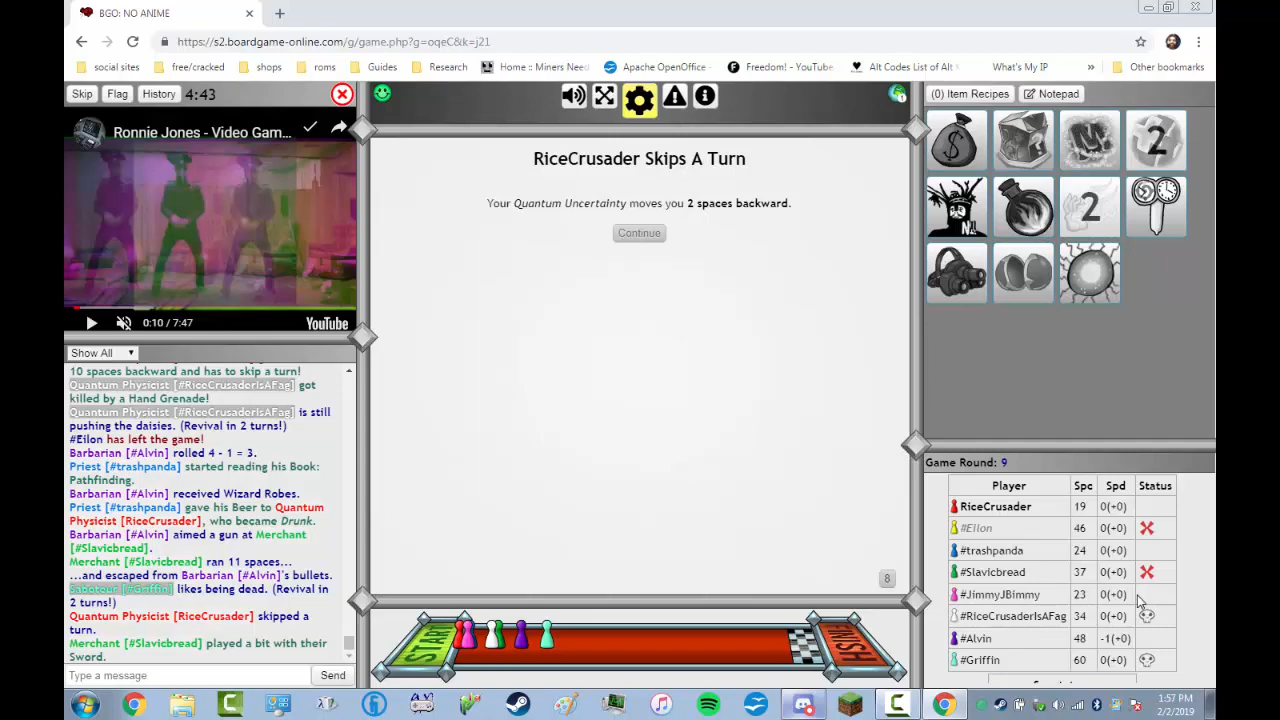 BGO: NO ANIME
https://s2.boardgame-online.com/g/game.php?g=oqeC&k=j21
social sites free/cracked shops roms Guides Research Home :: Miners Need Apache OpenOffice - Freedom! - YouTube Alt Codes List of Alt K What's My IP » Other bookmarks
Skip Flag History 4:43
(0) Item Recipes Notepad
Ronnie Jones - Video Gam...
0:10 / 7:47 YouTube
RiceCrusader Skips A Turn
Your Quantum Uncertainty moves you 2 spaces backward.
Continue
8
START
FINISH
2
2
Show All
10 spaces backward and has to skip a turn!
Quantum Physicist [#RiceCrusaderIsAFag] got
killed by a Hand Grenade!
Quantum Physicist [#RiceCrusaderIsAFag] is still
pushing the daisies. (Revival in 2 turns!)
#Eilon has left the game!
Barbarian [#Alvin] rolled 4 - 1 = 3.
Priest [#trashpanda] started reading his Book:
Pathfinding.
Barbarian [#Alvin] received Wizard Robes.
Priest [#trashpanda] gave his Beer to Quantum
Physicist [RiceCrusader], who became Drunk.
Barbarian [#Alvin] aimed a gun at Merchant
[#Slavicbread].
Merchant [#Slavicbread] ran 11 spaces...
...and escaped from Barbarian [#Alvin]'s bullets.
Saboteur [#Griffin] likes being dead. (Revival in
2 turns!)
Quantum Physicist [RiceCrusader] skipped a
turn.
Merchant [#Slavicbread] played a bit with their
Sword.
Type a message Send
Game Round: 9
Player Spc Spd Status
RiceCrusader 19 0(+0)
#Eilon 46 0(+0)
#trashpanda 24 0(+0)
#Slavicbread 37 0(+0)
#JimmyJBimmy 23 0(+0)
#RiceCrusaderIsAFag 34 0(+0)
#Alvin 48 -1(+0)
#Griffin 60 0(+0)
1:57 PM
2/2/2019